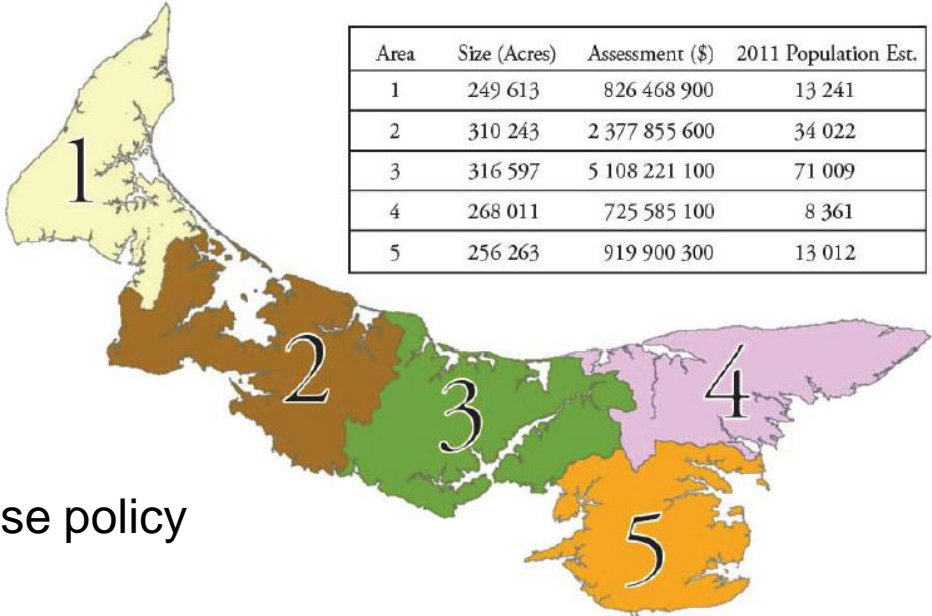 Area Size (Acres) Assessment ($) 2011 Population Est.
1 249 613 826 468 900 13 241
2 310 243 2 377 855 600 34 022
3 316 597 5 108 221 100 71 009
4 268 011 725 585 100 8 361
5 256 263 919 900 300 13 012
1
2
3
4
5
se policy